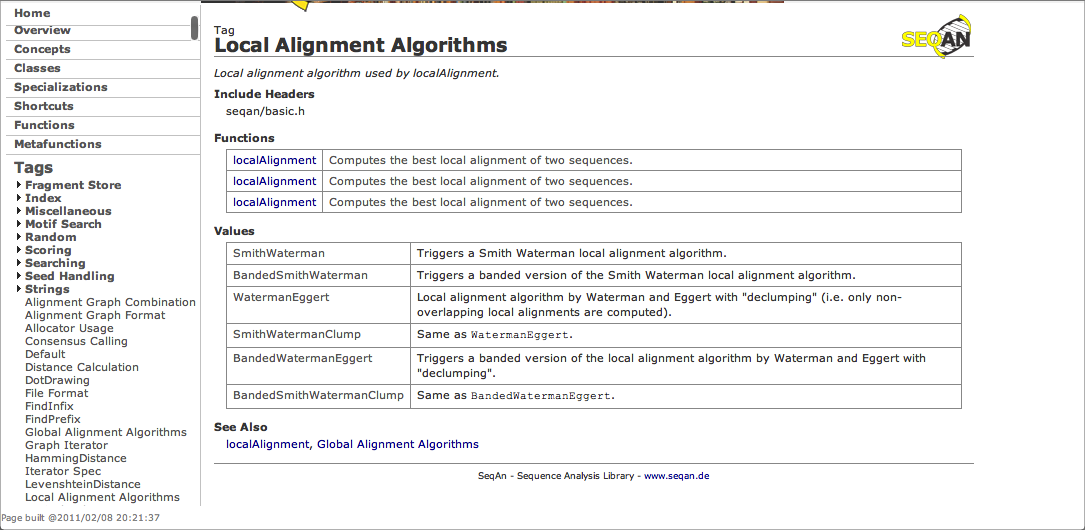 Home
Overview
Concepts
Classes
Specializations
Shortcuts
Functions
Metafunctions
Tags
Fragment Store
Index
Miscellaneous
Motif Search
Random
Scoring
Searching
Seed Handling
Strings
Alignment Graph Combination
Alignment Graph Format
Allocator Usage
Consensus Calling
Default
Distance Calculation
DotDrawing
File Format
FindInfix
FindPrefix
Global Alignment Algorithms
Graph Iterator
HammingDistance
Iterator Spec
LevenshteinDistance
Local Alignment Algorithms
Page built @2011/02/08 20:21:37
Tag
Local Alignment Algorithms
SEQAN
Local alignment algorithm used by localAlignment.
Include Headers
seqan/basic.h
Functions
localAlignment Computes the best local alignment of two sequences.
localAlignment Computes the best local alignment of two sequences.
localAlignment Computes the best local alignment of two sequences.
Values
SmithWaterman Triggers a Smith Waterman local alignment algorithm.
BandedSmithWaterman Triggers a banded version of the Smith Waterman local alignment algorithm.
WatermanEggert Local alignment algorithm by Waterman and Eggert with "declumping" (i.e. only non-
overlapping local alignments are computed).
SmithWatermanClump Same as WatermanEggert.
BandedWatermanEggert Triggers a banded version of the local alignment algorithm by Waterman and Eggert with
"declumping".
BandedSmithWatermanClump Same as BandedWatermanEggert.
See Also
localAlignment, Global Alignment Algorithms
SeqAn - Sequence Analysis Library - www.seqan.de